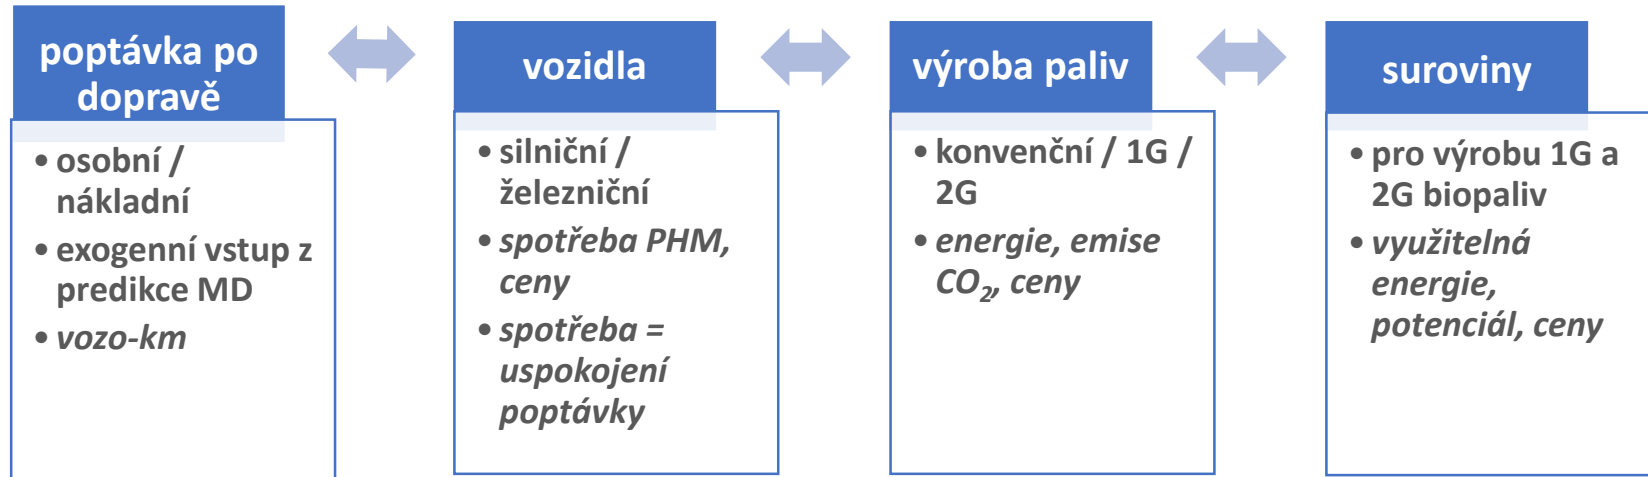 poptávka po
dopravě
• osobní /
nákladní
• exogenní vstup z
predikce MD
• vozo-km
vozidla
• silniční /
železniční
• spotřeba PHM,
ceny
• spotřeba =
uspokojení
poptávky
výroba paliv
• konvenční / 1G /
2G
• energie, emise
CO₂, ceny
suroviny
• pro výrobu 1G a
2G biopaliv
• využitelná
energie,
potenciál, ceny